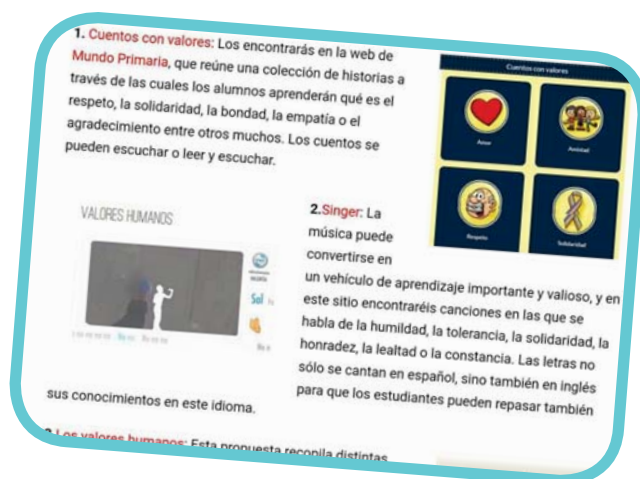 1. Cuentos con valores: Los encontrarás en la web de
Mundo Primaria, que reúne una colección de historias a
través de las cuales los alumnos aprenderán qué es el
respeto, la solidaridad, la bondad, la empatía o el
agradecimiento entre otros muchos. Los cuentos se
pueden escuchar o leer y escuchar.
Cuentos con valores
Amor
Amistad
Respeto
Solidaridad
VALORES HUMANOS
Sol
2.Singer: La
música puede
convertirse en
un vehículo de aprendizaje importante y valioso, y en
este sitio encontraréis canciones en las que se
habla de la humildad, la tolerancia, la solidaridad, la
honradez, la lealtad o la constancia. Las letras no
sólo se cantan en español, sino también en inglés
para que los estudiantes pueden repasar también
sus conocimientos en este idioma.
Los valores humanos: Esta propuesta recopila distintas